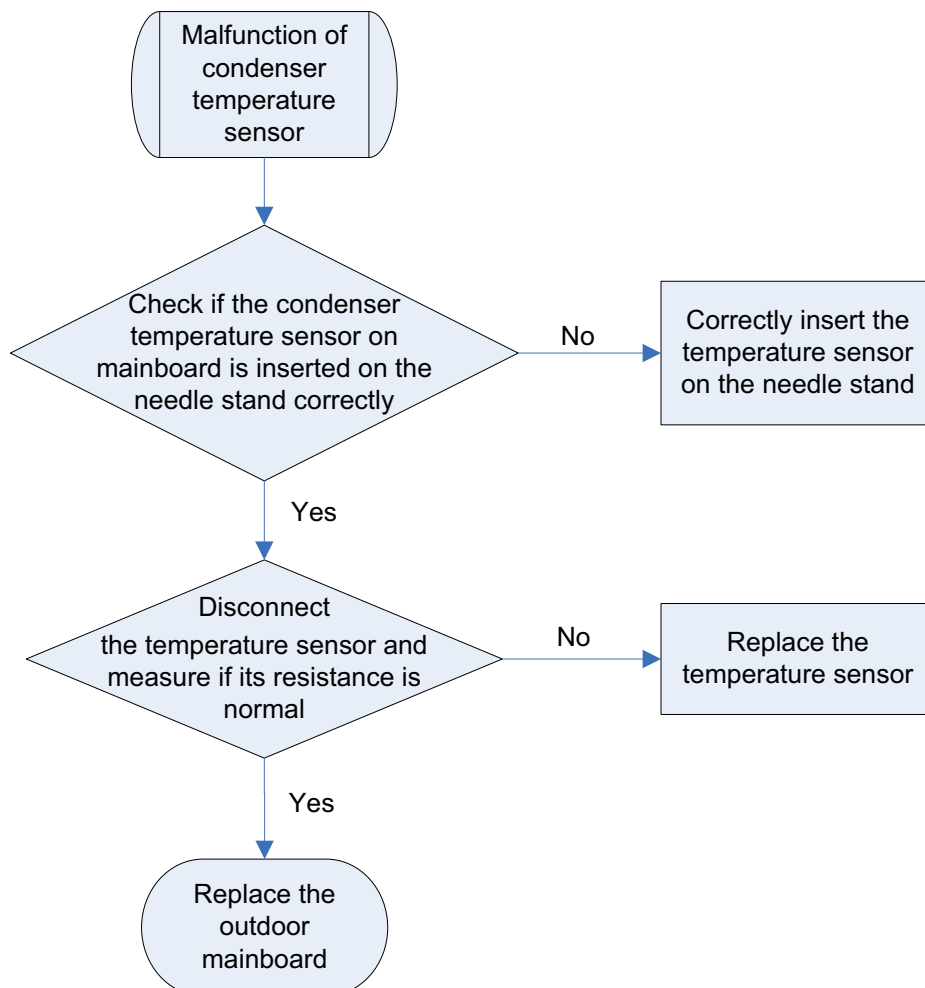 Malfunction of
condenser
temperature
sensor
Check if the condenser
temperature sensor on
mainboard is inserted on the
needle stand correctly
No
Correctly insert the
temperature sensor
on the needle stand
Yes
Disconnect
the temperature sensor and
measure if its resistance is
normal
No
Replace the
temperature sensor
Yes
Replace the
outdoor
mainboard